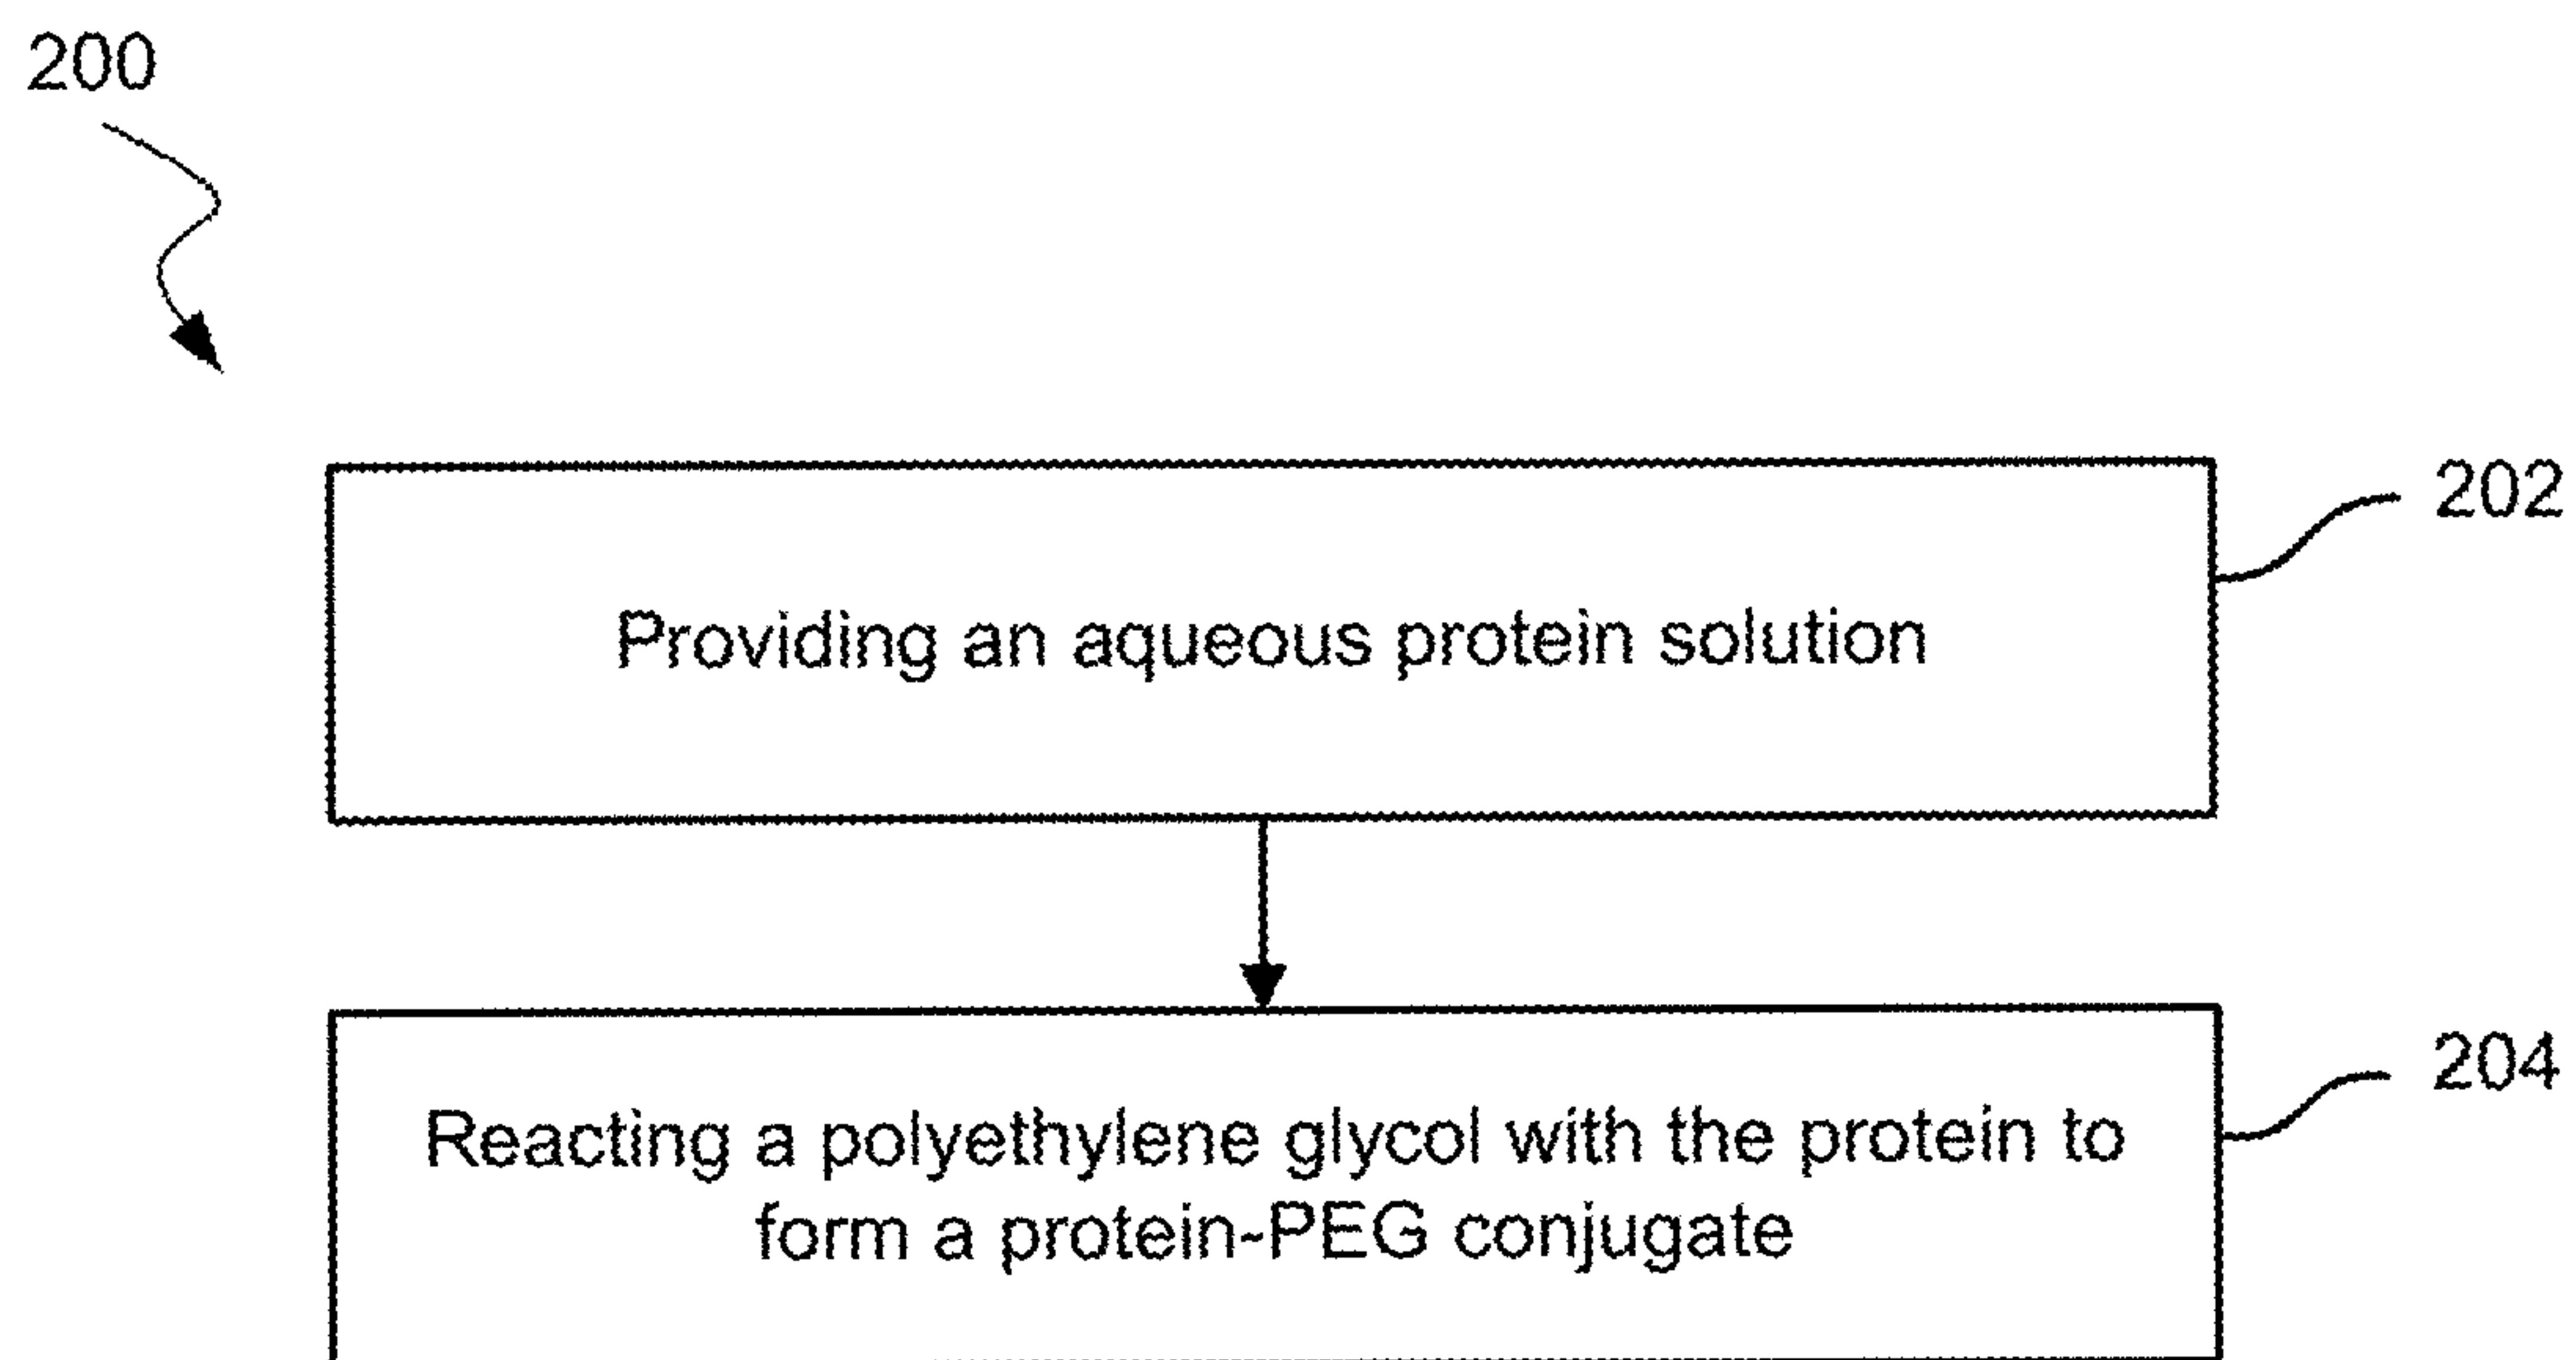 200
202
Providing an aqueous protein solution
204
Reacting a polyethylene glycol with the protein to
form a protein-PEG conjugate